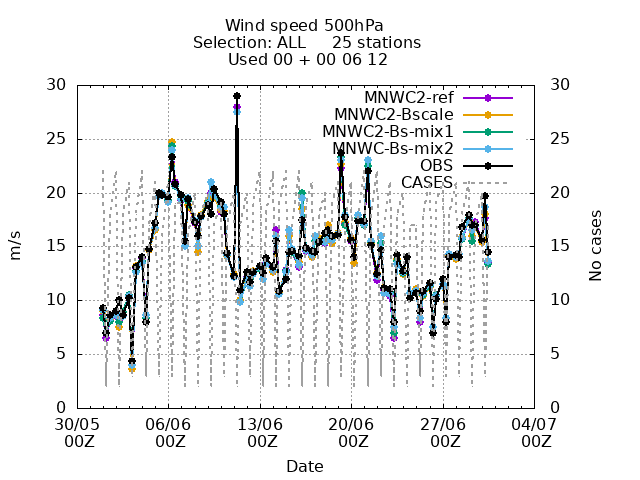 Wind speed 500hPa
Selection: ALL 25 stations
Used 00 + 00 06 12
30 30
MNWC2-ref
MNWC2-Bscale
25 25
MNWC2-Bs-mix1
MNWC-Bs-mix2
OBS
CASES
20 20
m/s
No cases
15 15
10 10
5 5
0 0
30/05 06/06 13/06 20/06 27/06 04/07
00Z 00Z 00Z 00Z 00Z 00Z
Date